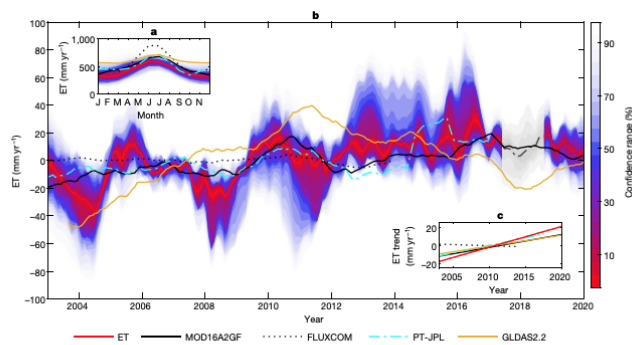 a
b
ET (mm yr⁻¹)
1,000
500
0
J F M A M J J A S O N
Month
100
80
60
40
20
0
−20
−40
−60
−80
−100
ET (mm yr⁻¹)
2004
2006
2008
2010
2012
2014
2016
2018
2020
Year
c
ET trend
(mm yr⁻¹)
20
0
−20
2005
2010
2015
2020
Year
90
70
50
30
10
Confidence range (%)
ET
MOD16A2GF
FLUXCOM
PT-JPL
GLDAS2.2